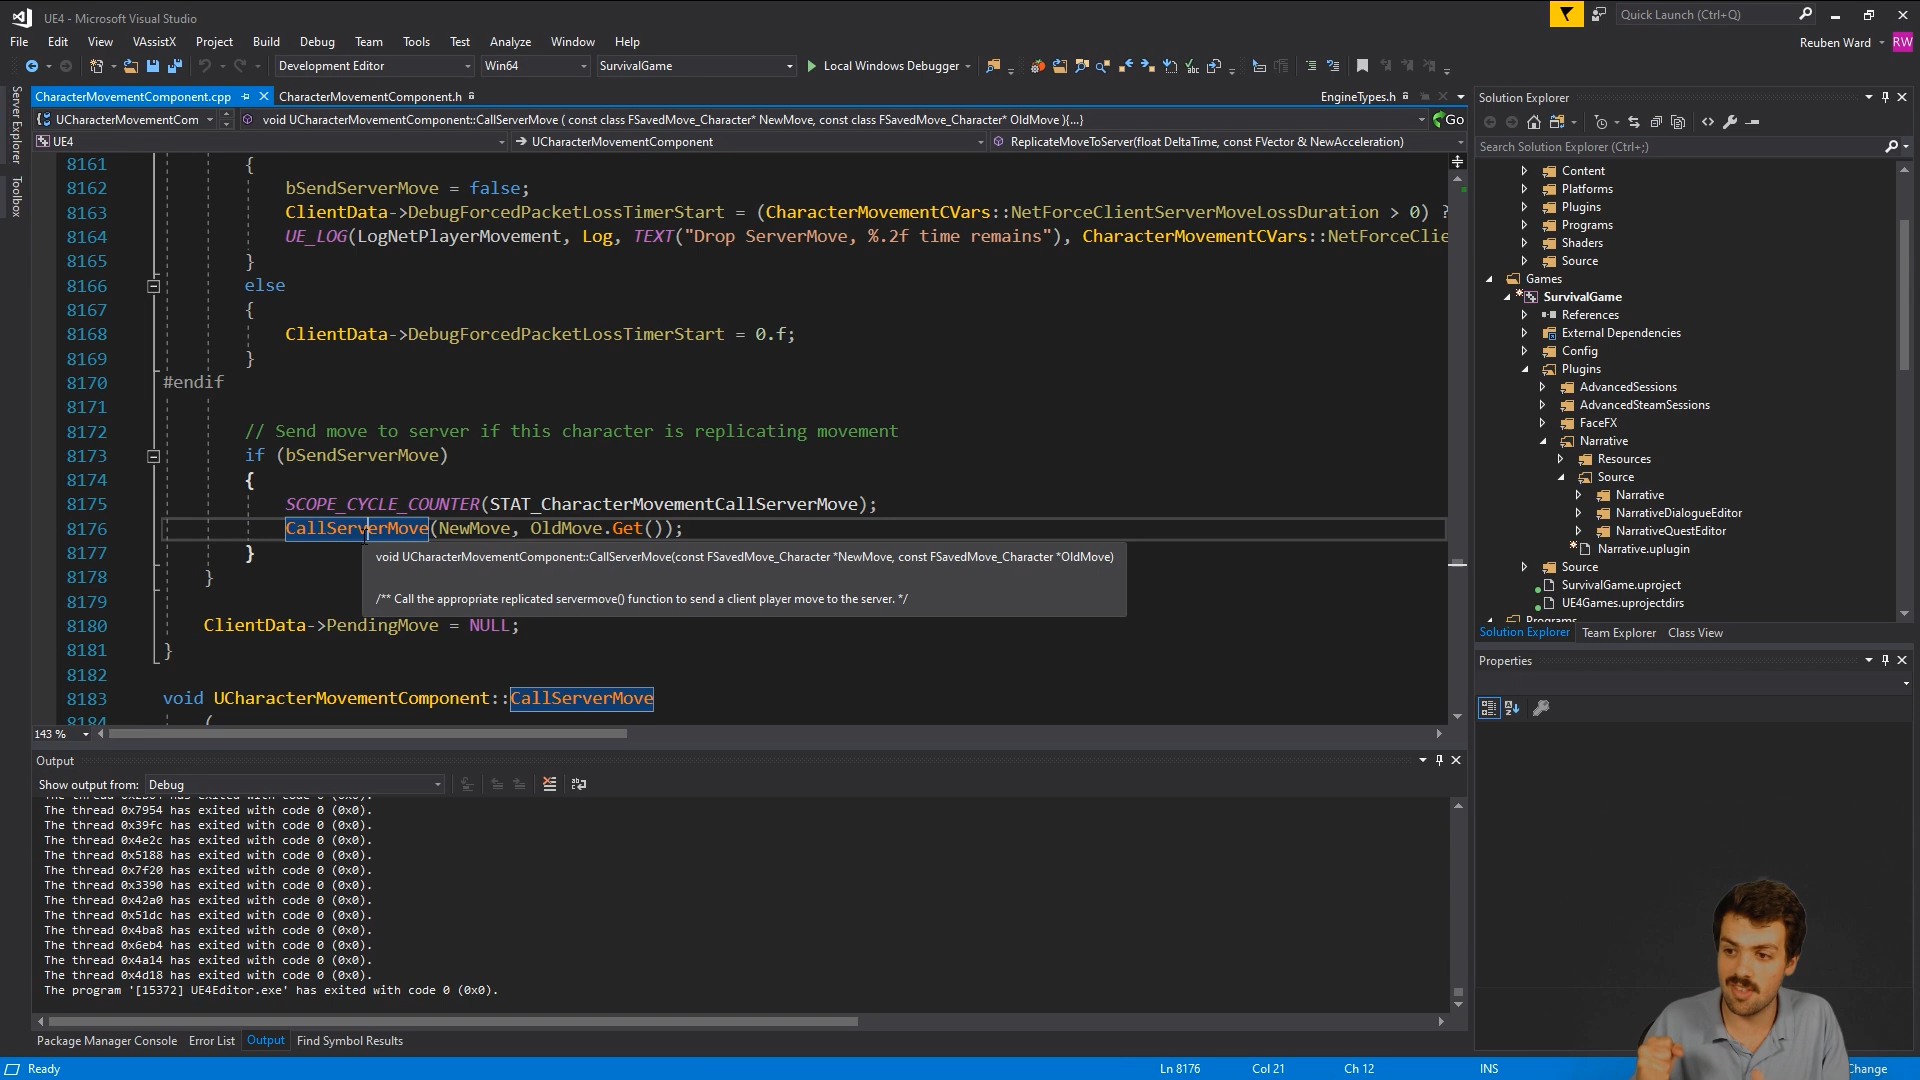 UE4 - Microsoft Visual Studio
Quick Launch (Ctrl+Q)
File Edit View VAssistX Project Build Debug Team Tools Test Analyze Window Help
Reuben Ward RW
Development Editor Win64 SurvivalGame Local Windows Debugger
Server Explorer
Toolbox
CharacterMovementComponent.cpp CharacterMovementComponent.h EngineTypes.h
UCharacterMovementCom void UCharacterMovementComponent::CallServerMove ( const class FSavedMove_Character* NewMove, const class FSavedMove_Character* OldMove ){...} Go
UE4 UCharacterMovementComponent ReplicateMoveToServer(float DeltaTime, const FVector & NewAcceleration)
8161 {
8162 bSendServerMove = false;
8163 ClientData->DebugForcedPacketLossTimerStart = (CharacterMovementCVars::NetForceClientServerMoveLossDuration > 0) ?
8164 UE_LOG(LogNetPlayerMovement, Log, TEXT("Drop ServerMove, %.2f time remains"), CharacterMovementCVars::NetForceClie
8165 }
8166 else
8167 {
8168 ClientData->DebugForcedPacketLossTimerStart = 0.f;
8169 }
8170 #endif
8171
8172 // Send move to server if this character is replicating movement
8173 if (bSendServerMove)
8174 {
8175 SCOPE_CYCLE_COUNTER(STAT_CharacterMovementCallServerMove);
8176 CallServerMove(NewMove, OldMove.Get());
8177 }
void UCharacterMovementComponent::CallServerMove(const FSavedMove_Character *NewMove, const FSavedMove_Character *OldMove)
8178 }
/** Call the appropriate replicated servermove() function to send a client player move to the server. */
8179
8180 ClientData->PendingMove = NULL;
8181 }
8182
8183 void UCharacterMovementComponent::CallServerMove
8184 (
143 %
Output
Show output from: Debug
The thread 0x7954 has exited with code 0 (0x0).
The thread 0x39fc has exited with code 0 (0x0).
The thread 0x4e2c has exited with code 0 (0x0).
The thread 0x5188 has exited with code 0 (0x0).
The thread 0x7f20 has exited with code 0 (0x0).
The thread 0x3390 has exited with code 0 (0x0).
The thread 0x42a0 has exited with code 0 (0x0).
The thread 0x51dc has exited with code 0 (0x0).
The thread 0x4ba8 has exited with code 0 (0x0).
The thread 0x6eb4 has exited with code 0 (0x0).
The thread 0x4a14 has exited with code 0 (0x0).
The thread 0x4d18 has exited with code 0 (0x0).
The program '[15372] UE4Editor.exe' has exited with code 0 (0x0).
Package Manager Console Error List Output Find Symbol Results
Solution Explorer
Search Solution Explorer (Ctrl+;)
Content
Platforms
Plugins
Programs
Shaders
Source
Games
SurvivalGame
References
External Dependencies
Config
Plugins
AdvancedSessions
AdvancedSteamSessions
FaceFX
Narrative
Resources
Source
Narrative
NarrativeDialogueEditor
NarrativeQuestEditor
Narrative.uplugin
Source
SurvivalGame.uproject
UE4Games.uprojectdirs
Programs
Solution Explorer Team Explorer Class View
Properties
Ready Ln 8176 Col 21 Ch 12 INS Change